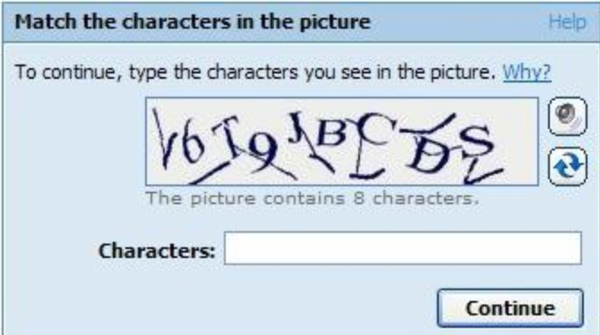 Match the characters in the picture
Help
To continue, type the characters you see in the picture. Why?
The picture contains 8 characters.
Characters:
Continue